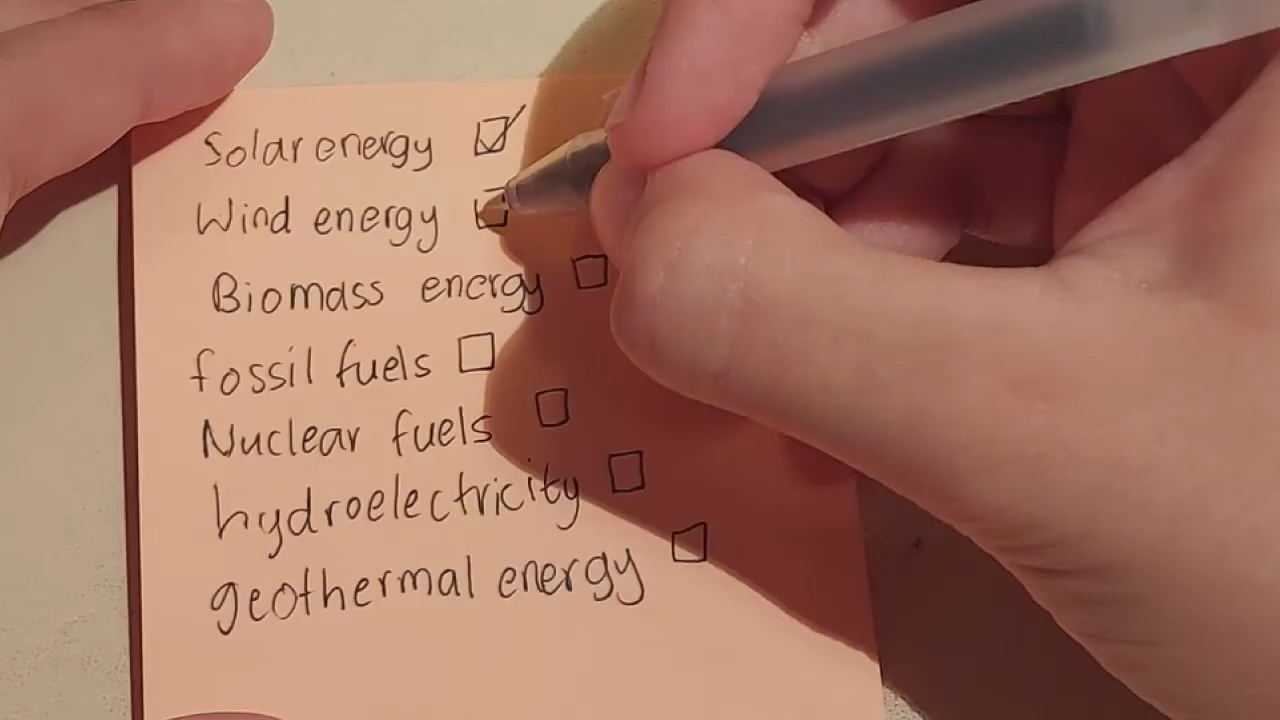 Solar energy ☑
Wind energy ☐
Biomass energy ☐
fossil fuels ☐
Nuclear fuels ☐
hydroelectricity ☐
geothermal energy ☐